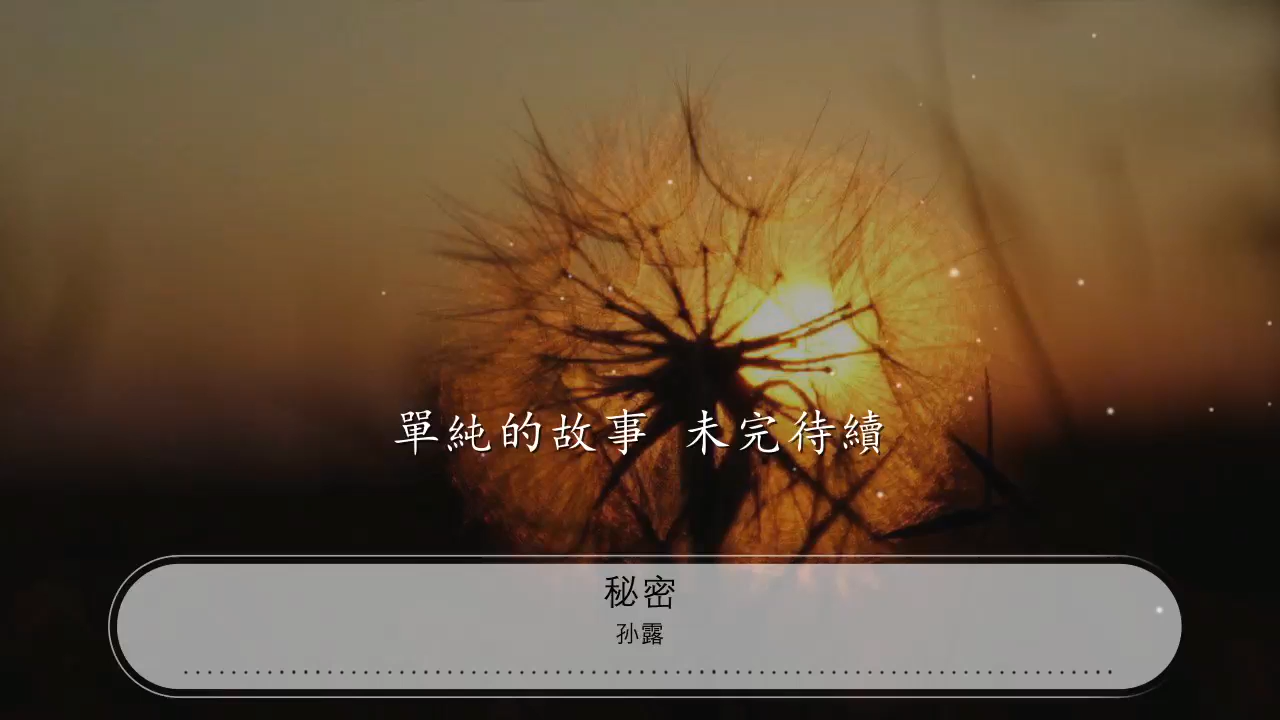 單純的故事 未完待續
秘密
孙露